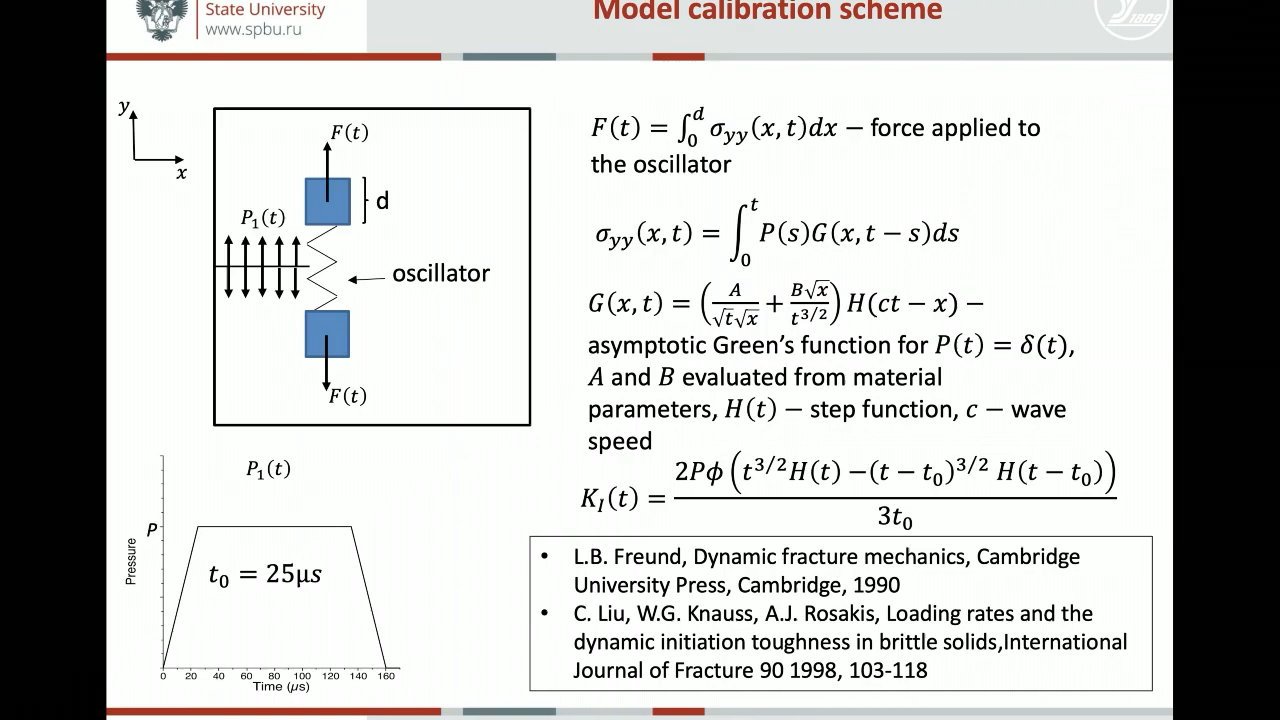 State University
www.spbu.ru
Model calibration scheme
1809
y
x
F(t)
d
P₁(t)
oscillator
F(t)
F(t) = ∫₀ᵈ σ_yy(x, t)dx − force applied to
the oscillator
σ_yy(x, t) = ∫₀ᵗ P(s)G(x, t − s)ds
G(x, t) = (A/(√t√x) + B√x/t^{3/2}) H(ct − x) −
asymptotic Green’s function for P(t) = δ(t),
A and B evaluated from material
parameters, H(t) − step function, c − wave
speed
K_I(t) = 2Pϕ(t^{3/2}H(t) −(t − t₀)^{3/2} H(t − t₀))/3t₀
P₁(t)
P
Pressure
t₀ = 25μs
0 20 40 60 80 100 120 140 160
Time (μs)
• L.B. Freund, Dynamic fracture mechanics, Cambridge
University Press, Cambridge, 1990
• C. Liu, W.G. Knauss, A.J. Rosakis, Loading rates and the
dynamic initiation toughness in brittle solids,International
Journal of Fracture 90 1998, 103-118